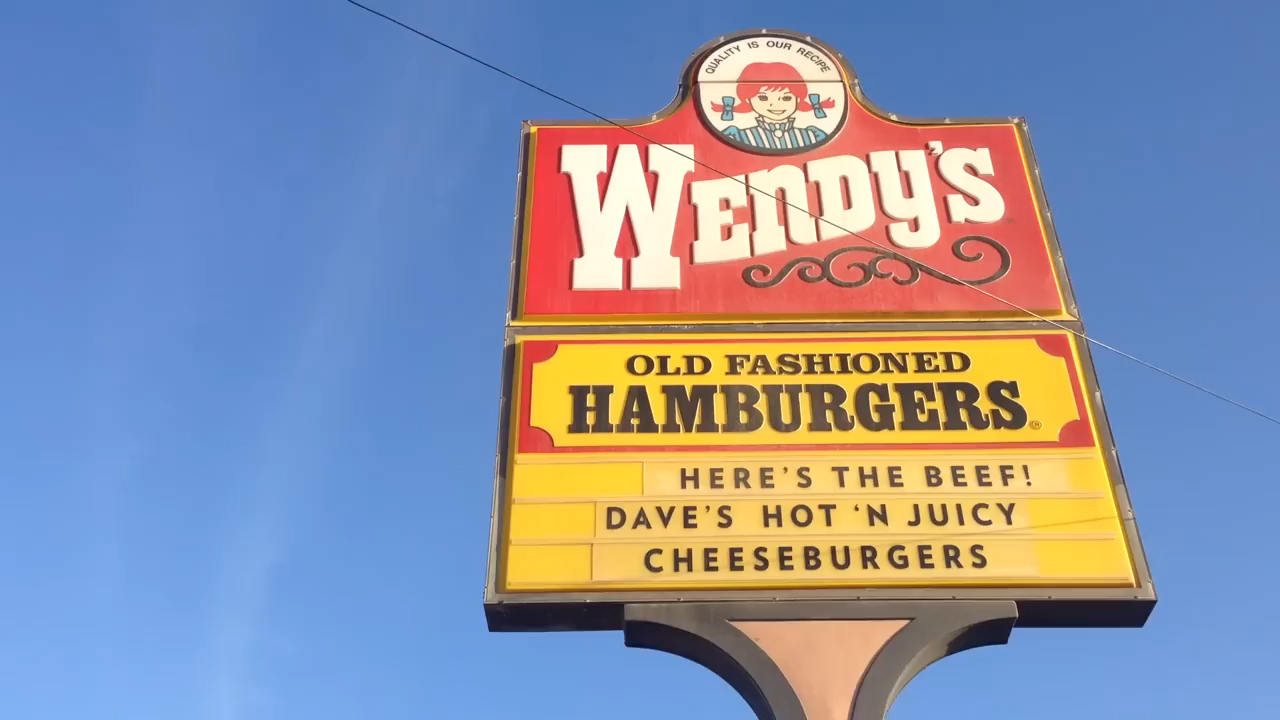 QUALITY IS OUR RECIPE
WENDY'S
OLD FASHIONED
HAMBURGERS®
HERE'S THE BEEF!
DAVE'S HOT 'N JUICY
CHEESEBURGERS